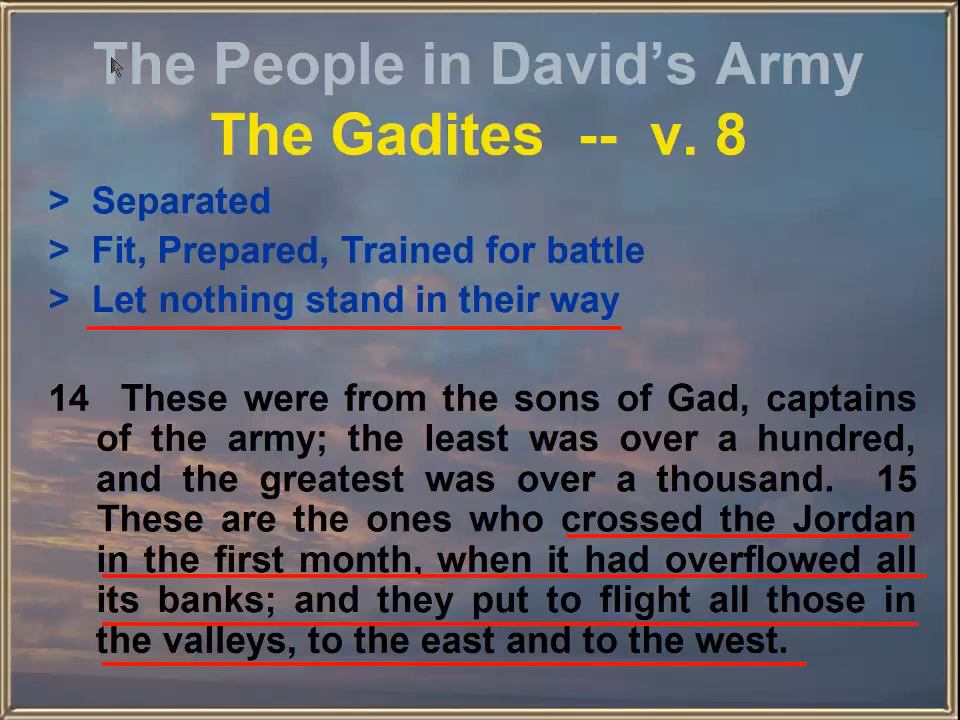 The People in David’s Army
The Gadites -- v. 8
> Separated
> Fit, Prepared, Trained for battle
> Let nothing stand in their way
14 These were from the sons of Gad, captains
of the army; the least was over a hundred,
and the greatest was over a thousand. 15
These are the ones who crossed the Jordan
in the first month, when it had overflowed all
its banks; and they put to flight all those in
the valleys, to the east and to the west.